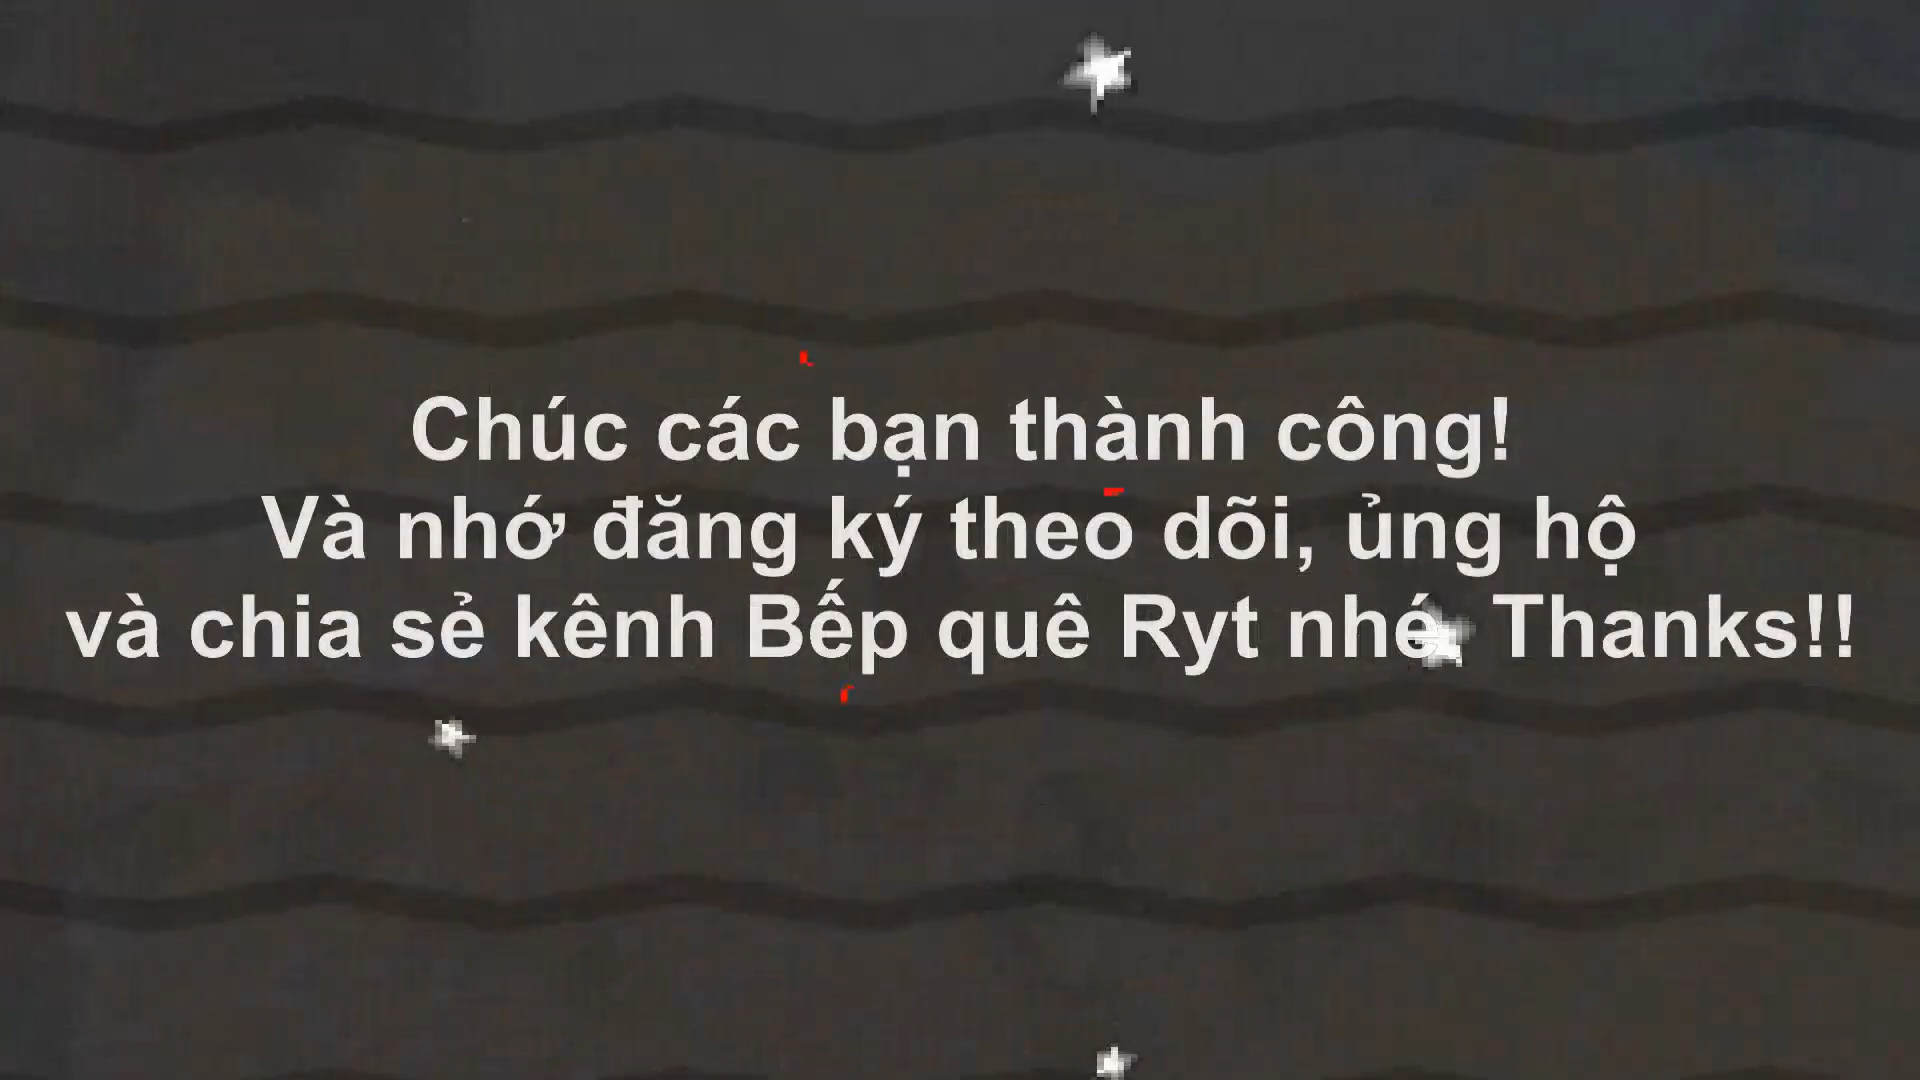 Chúc các bạn thành công!
Và nhớ đăng ký theo dõi, ủng hộ
và chia sẻ kênh Bếp quê Ryt nhé Thanks!!